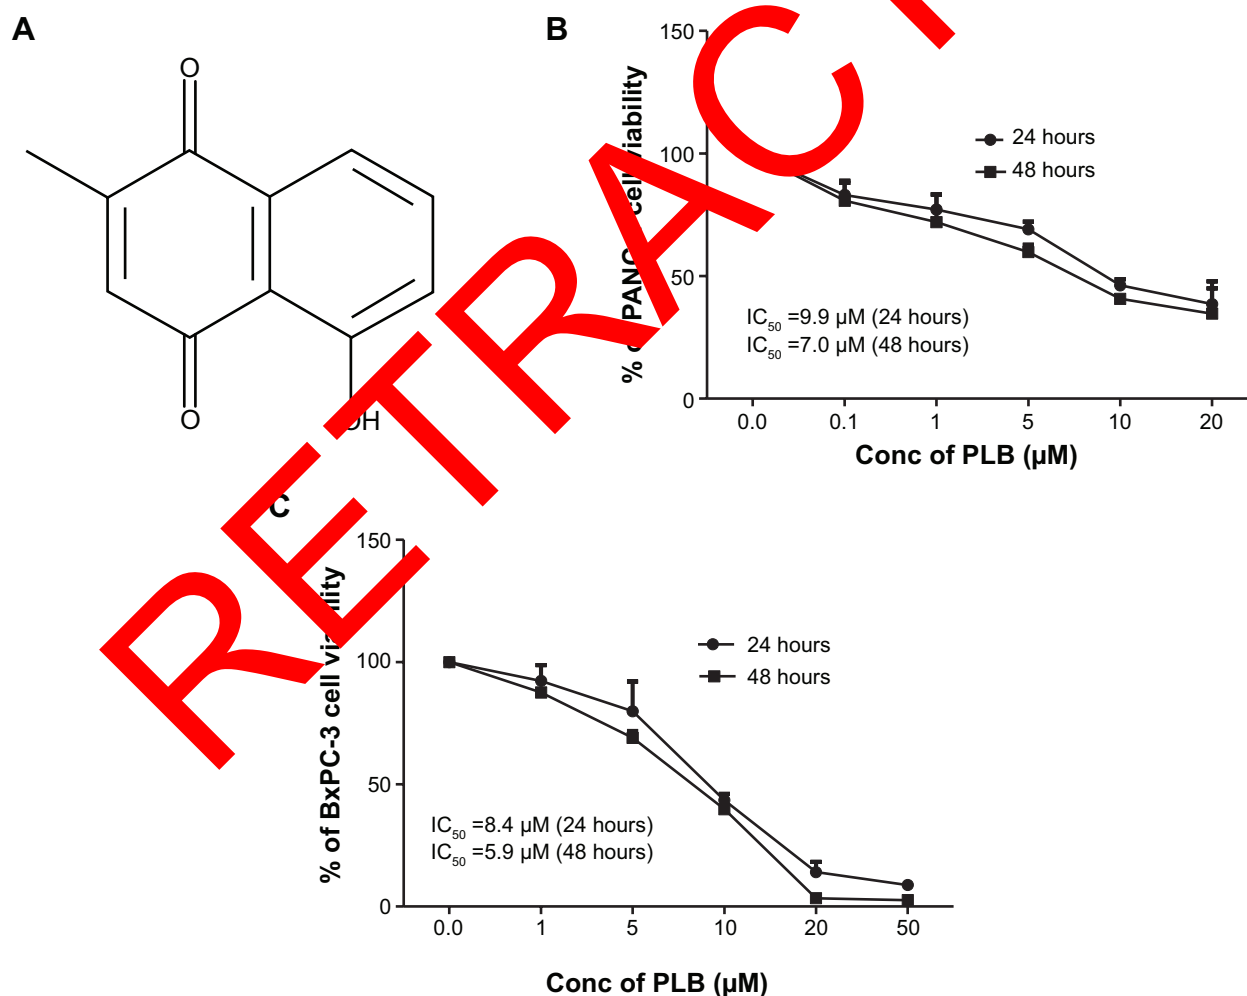 A
O
O
OH
B
% of PANC cell viability
150
100
50
0
24 hours
48 hours
IC50 =9.9 µM (24 hours)
IC50 =7.0 µM (48 hours)
0.0 0.1 1 5 10 20
Conc of PLB (µM)
C
% of BxPC-3 cell viability
150
100
50
0
24 hours
48 hours
IC50 =8.4 µM (24 hours)
IC50 =5.9 µM (48 hours)
0.0 1 5 10 20 50
Conc of PLB (µM)
RETRACT